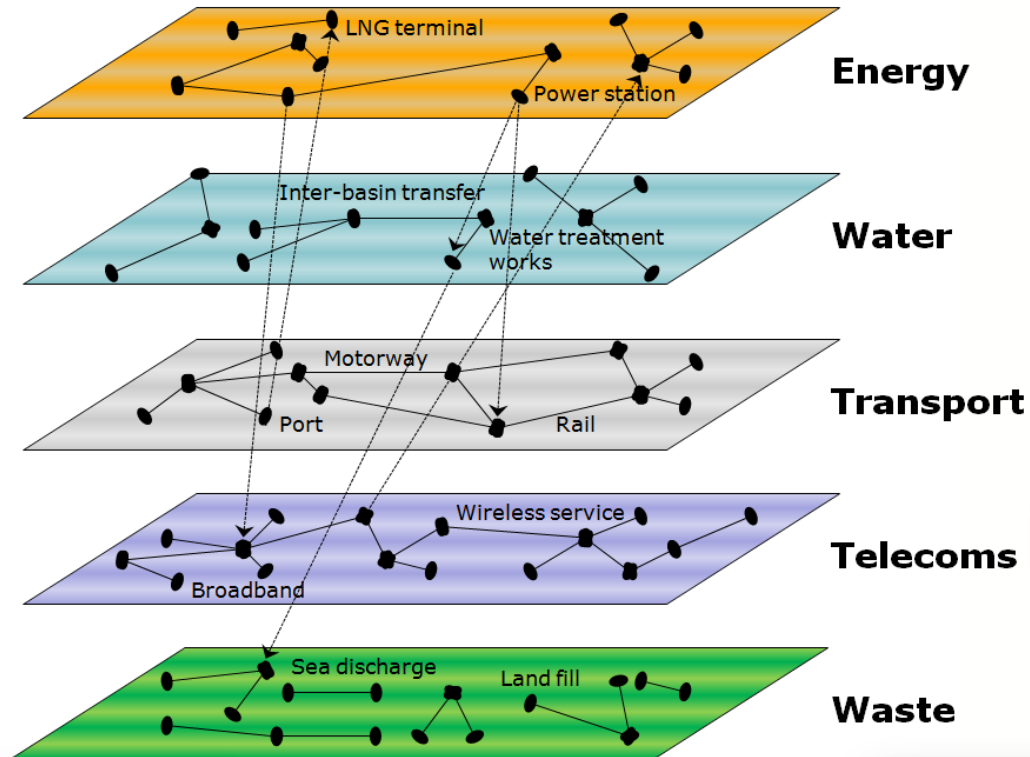 LNG terminal
Power station
Energy
Inter-basin transfer
Water treatment
works
Water
Motorway
Port
Rail
Transport
Wireless service
Broadband
Telecoms
Sea discharge
Land fill
Waste